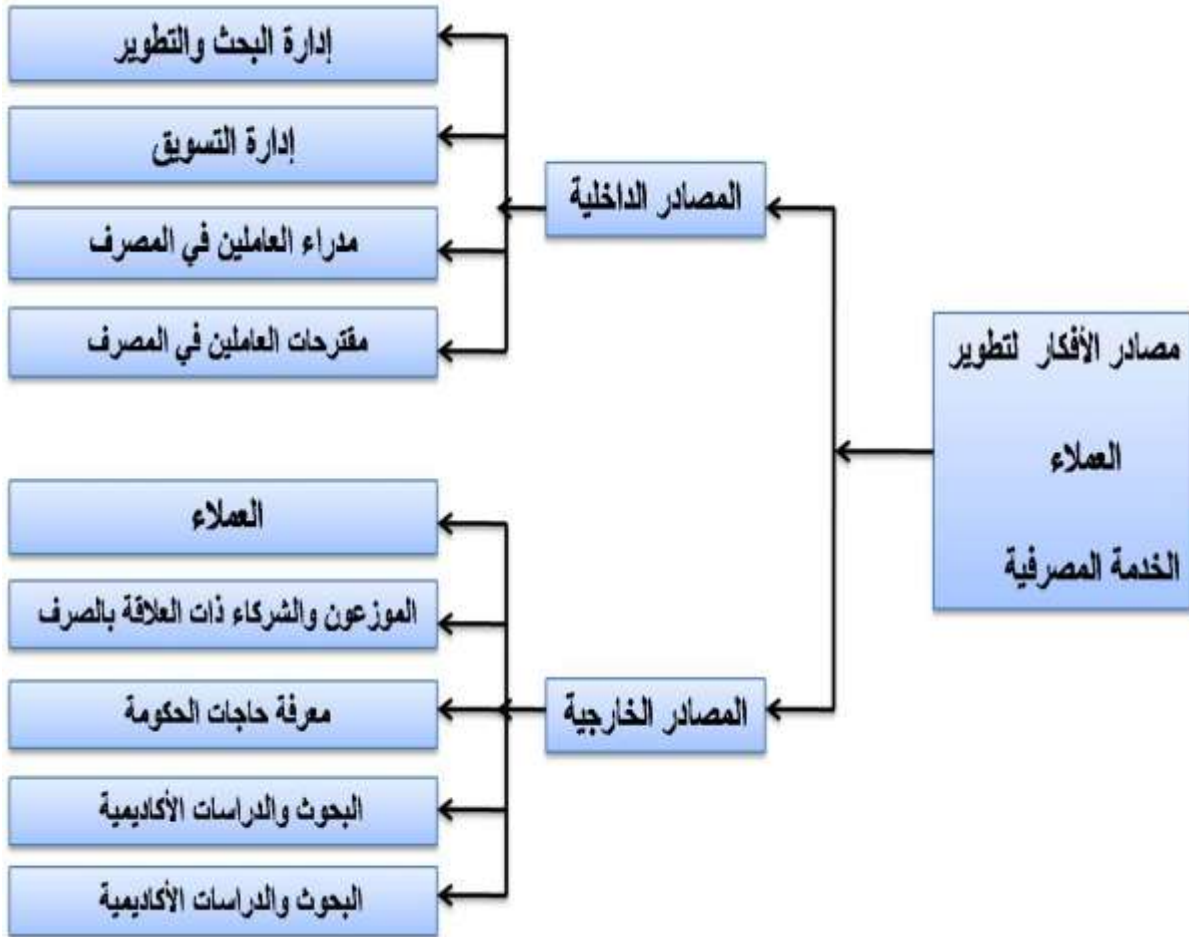 مصادر الأفكار لتطوير
العملاء
الخدمة المصرفية
المصادر الداخلية
إدارة البحث والتطوير
إدارة التسويق
مدراء العاملين في المصرف
مقترحات العاملين في المصرف
المصادر الخارجية
العملاء
الموزعون والشركاء ذات العلاقة بالصرف
معرفة حاجات الحكومة
البحوث والدراسات الأكاديمية
البحوث والدراسات الأكاديمية